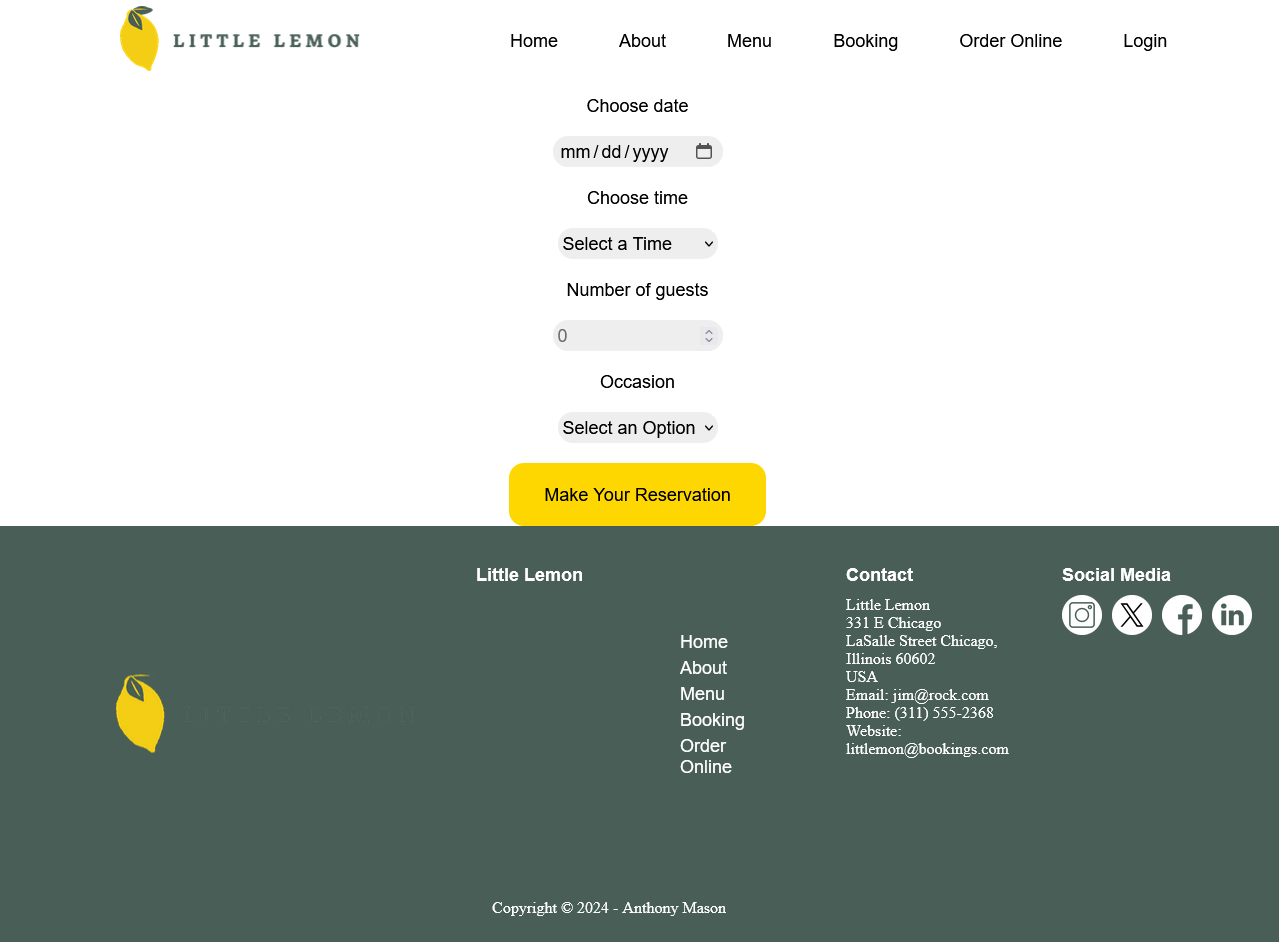 LITTLE LEMON
Home About Menu Booking Order Online Login
Choose date
mm/dd/yyyy
Choose time
Select a Time
Number of guests
0
Occasion
Select an Option
Make Your Reservation
LITTLE LEMON
Little Lemon
Home
About
Menu
Booking
Order
Online
Contact
Little Lemon
331 E Chicago
LaSalle Street Chicago,
Illinois 60602
USA
Email: jim@rock.com
Phone: (311) 555-2368
Website:
littlemon@bookings.com
Social Media
Copyright © 2024 - Anthony Mason